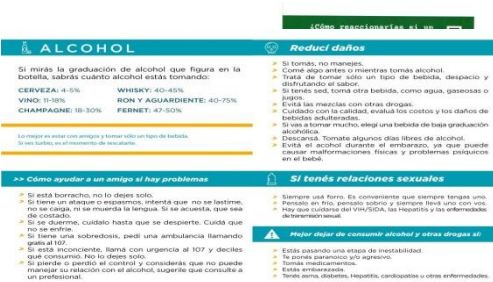 ¿Cómo reaccionarías si un
ALCOHOL
Si mirás la graduación de alcohol que figura en la
botella, sabrás cuánto alcohol estás tomando:
CERVEZA: 4-5%
WHISKY: 40-45%
VINO: 11-18%
RON Y AGUARDIENTE: 40-75%
CHAMPAGNE: 18-30%
FERNET: 47-50%
Lo mejor es estar con amigos y tomar sólo un tipo de bebida.
Si ves turbio, es el momento de rescatarte.
>> Cómo ayudar a un amigo si hay problemas
Si está borracho, no lo dejes solo.
Si tiene un ataque o espasmos, intentá que no se lastime,
no se caiga, ni se muerda la lengua. Si se acuesta, que sea
de costado.
Si se duerme, cuidalo hasta que se despierte. Cuidá que
no se enfríe.
Si tiene una sobredosis, pedí una ambulancia llamando
gratis al 107.
Si está inconciente, llamá con urgencia al 107 y deciles
qué consumió. No lo dejes solo.
Si pierde o perdió el control y considerás que no puede
manejar su relación con el alcohol, sugerile que consulte a
un profesional.
Reducí daños
Si tomás, no manejes.
Comé algo antes o mientras tomás alcohol.
Tratá de tomar sólo un tipo de bebida, despacio y
disfrutando el sabor.
Si tenés sed, tomá otra bebida, como agua, gaseosas o
jugos.
Evitá las mezclas con otras drogas.
Cuidado con la calidad, evaluá los costos y los daños de
bebidas adulteradas.
Si vas a tomar mucho, elegí una bebida de baja graduación
alcohólica.
Descansá. Tomate algunos días libres de alcohol.
Evitá el alcohol durante el embarazo, ya que puede
causar malformaciones físicas y problemas psíquicos
en el bebé.
Si tenés relaciones sexuales
Siempre usá forro. Es conveniente que siempre tengas uno.
Pensalo en frío, pensalo sobrio y siempre llevá uno con vos.
Hay que cuidarse del VIH/SIDA, las Hepatitis y las enfermedades
de transmisión sexual.
Mejor dejar de consumir alcohol y otras drogas si:
Estás pasando una etapa de inestabilidad.
Te ponés paranoico y/o agresivo.
Tomás medicamentos.
Estás embarazada.
Tenés asma, diabetes, Hepatitis, cardiopatías u otras enfermedades.